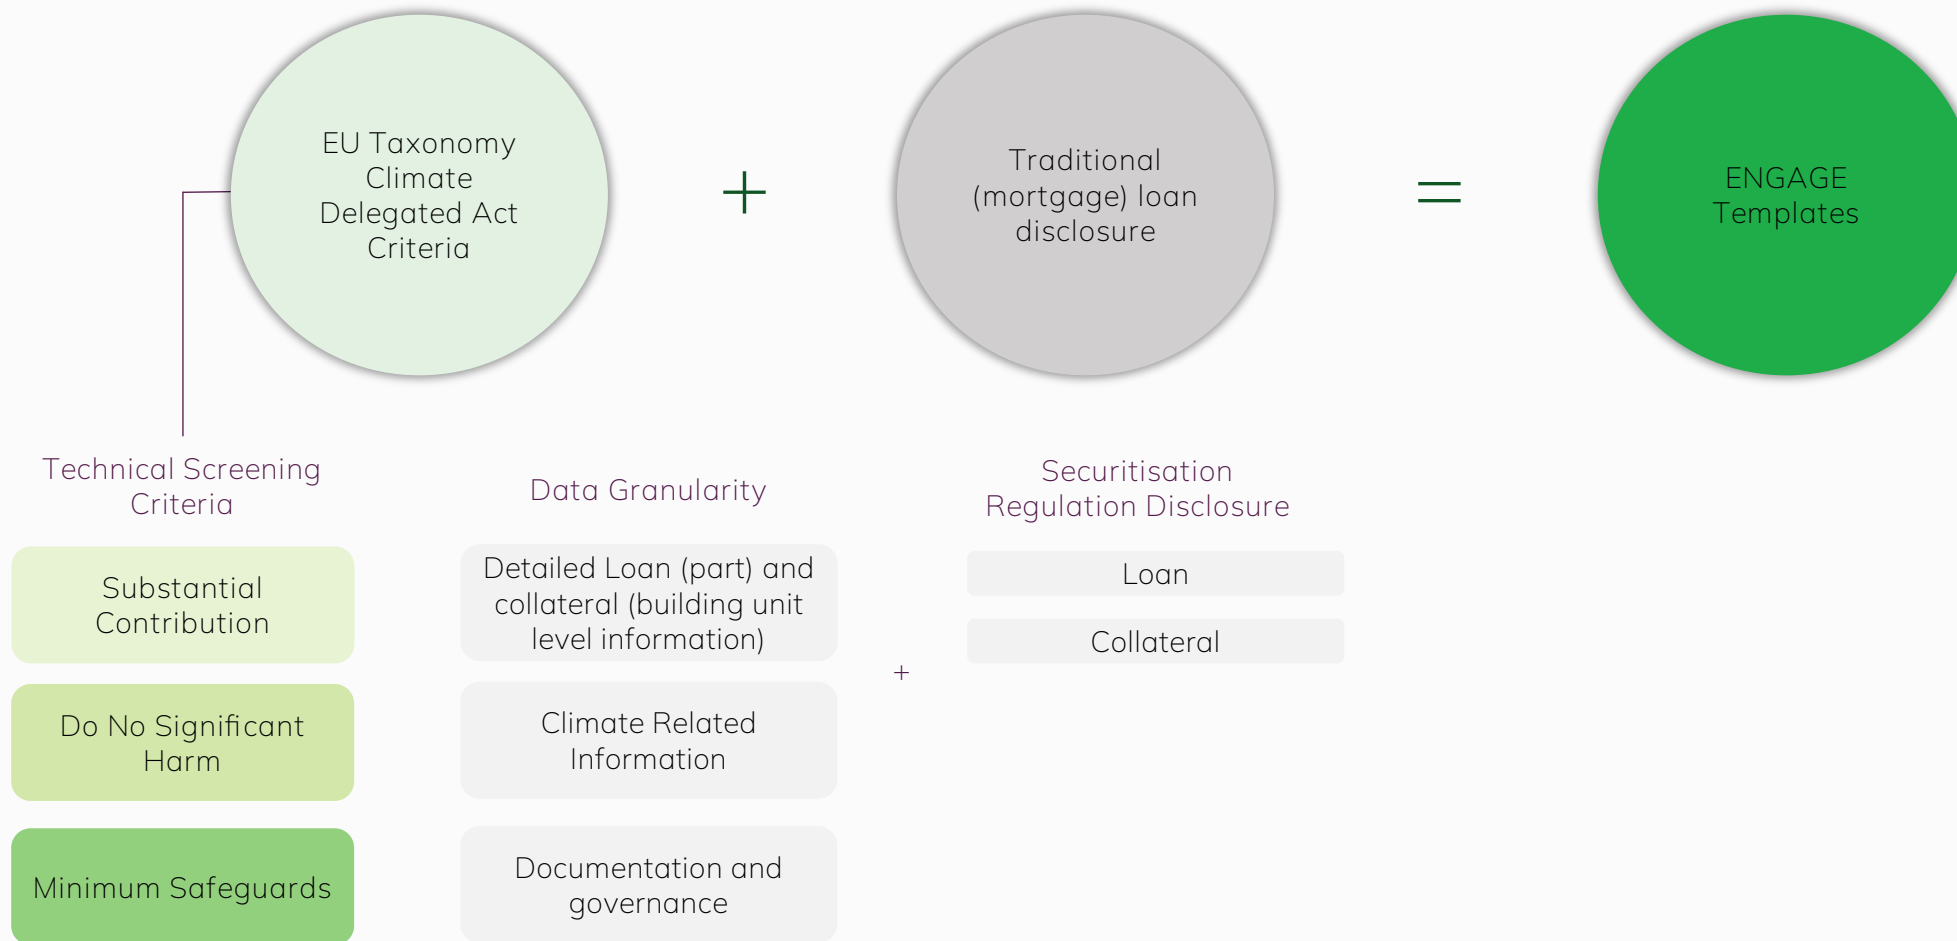 EU Taxonomy
Climate
Delegated Act
Criteria
+
Traditional
(mortgage) loan
disclosure
=
ENGAGE
Templates
Technical Screening
Criteria
Substantial
Contribution
Do No Significant
Harm
Minimum Safeguards
Data Granularity
Detailed Loan (part) and
collateral (building unit
level information)
Climate Related
Information
Documentation and
governance
+
Securitisation
Regulation Disclosure
Loan
Collateral